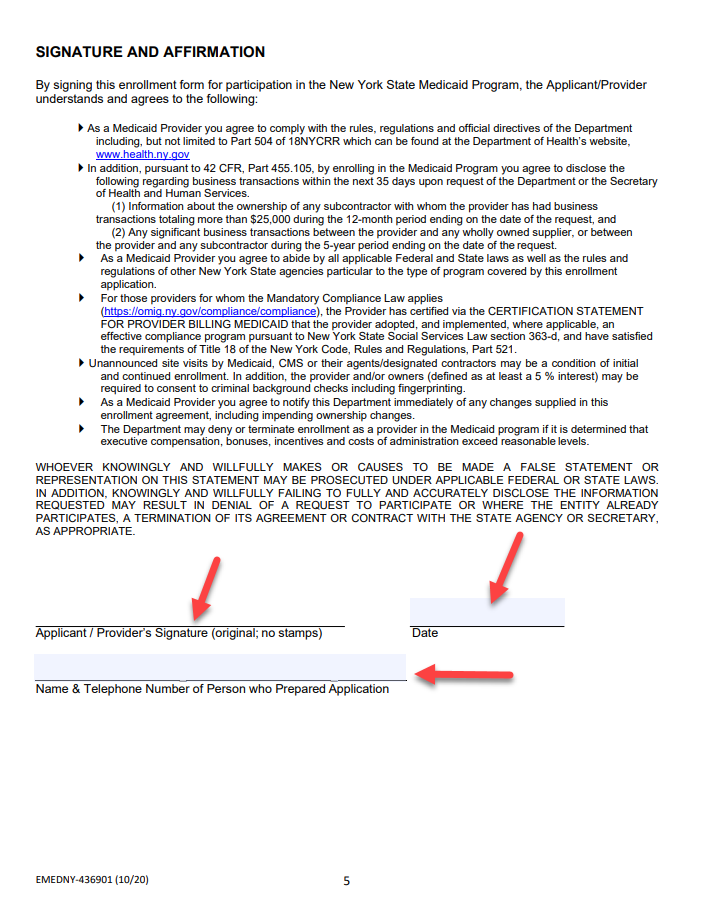 SIGNATURE AND AFFIRMATION
By signing this enrollment form for participation in the New York State Medicaid Program, the Applicant/Provider
understands and agrees to the following:
As a Medicaid Provider you agree to comply with the rules, regulations and official directives of the Department
including, but not limited to Part 504 of 18NYCRR which can be found at the Department of Health's website,
www.health.ny.gov
In addition, pursuant to 42 CFR, Part 455.105, by enrolling in the Medicaid Program you agree to disclose the
following regarding business transactions within the next 35 days upon request of the Department or the Secretary
of Health and Human Services.
(1) Information about the ownership of any subcontractor with whom the provider has had business
transactions totaling more than $25,000 during the 12-month period ending on the date of the request, and
(2) Any significant business transactions between the provider and any wholly owned supplier, or between
the provider and any subcontractor during the 5-year period ending on the date of the request.
As a Medicaid Provider you agree to abide by all applicable Federal and State laws as well as the rules and
regulations of other New York State agencies particular to the type of program covered by this enrollment
application.
For those providers for whom the Mandatory Compliance Law applies
(https://omig.ny.gov/compliance/compliance), the Provider has certified via the CERTIFICATION STATEMENT
FOR PROVIDER BILLING MEDICAID that the provider adopted, and implemented, where applicable, an
effective compliance program pursuant to New York State Social Services Law section 363-d, and have satisfied
the requirements of Title 18 of the New York Code, Rules and Regulations, Part 521.
Unannounced site visits by Medicaid, CMS or their agents/designated contractors may be a condition of initial
and continued enrollment. In addition, the provider and/or owners (defined as at least a 5 % interest) may be
required to consent to criminal background checks including fingerprinting.
As a Medicaid Provider you agree to notify this Department immediately of any changes supplied in this
enrollment agreement, including impending ownership changes.
The Department may deny or terminate enrollment as a provider in the Medicaid program if it is determined that
executive compensation, bonuses, incentives and costs of administration exceed reasonable levels.
WHOEVER KNOWINGLY AND WILLFULLY MAKES OR CAUSES TO BE MADE A FALSE STATEMENT OR
REPRESENTATION ON THIS STATEMENT MAY BE PROSECUTED UNDER APPLICABLE FEDERAL OR STATE LAWS.
IN ADDITION, KNOWINGLY AND WILLFULLY FAILING TO FULLY AND ACCURATELY DISCLOSE THE INFORMATION
REQUESTED MAY RESULT IN DENIAL OF A REQUEST TO PARTICIPATE OR WHERE THE ENTITY ALREADY
PARTICIPATES, A TERMINATION OF ITS AGREEMENT OR CONTRACT WITH THE STATE AGENCY OR SECRETARY,
AS APPROPRIATE.
Applicant / Provider's Signature (original; no stamps)
Date
Name & Telephone Number of Person who Prepared Application
EMEDNY-436901 (10/20)
5